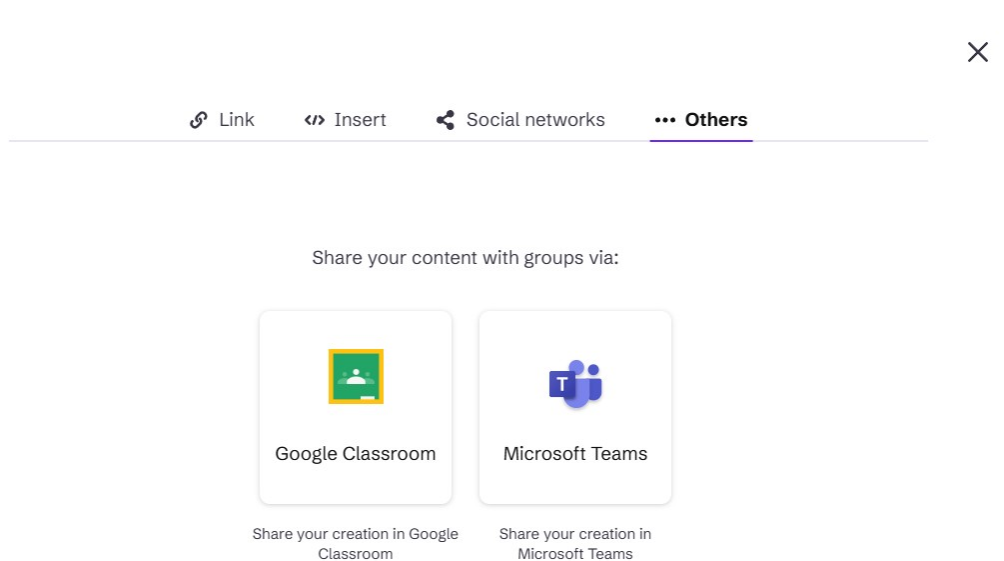 Link
Insert
Social networks
Others
Share your content with groups via:
T
Google Classroom
Microsoft Teams
Share your creation in Google
Classroom
Share your creation in
Microsoft Teams